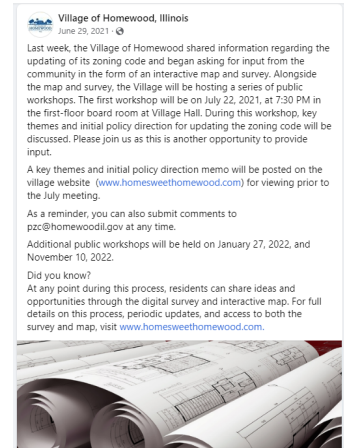 Village of Homewood, Illinois
June 29, 2021 ·
Last week, the Village of Homewood shared information regarding the
updating of its zoning code and began asking for input from the
community in the form of an interactive map and survey. Alongside
the map and survey, the Village will be hosting a series of public
workshops. The first workshop will be on July 22, 2021, at 7:30 PM in
the first-floor board room at Village Hall. During this workshop, key
themes and initial policy direction for updating the zoning code will be
discussed. Please join us as this is another opportunity to provide
input.
A key themes and initial policy direction memo will be posted on the
village website (www.homesweethomewood.com) for viewing prior to
the July meeting.
As a reminder, you can also submit comments to
pzc@homewoodil.gov at any time.
Additional public workshops will be held on January 27, 2022, and
November 10, 2022.
Did you know?
At any point during this process, residents can share ideas and
opportunities through the digital survey and interactive map. For full
details on this process, periodic updates, and access to both the
survey and map, visit www.homesweethomewood.com.